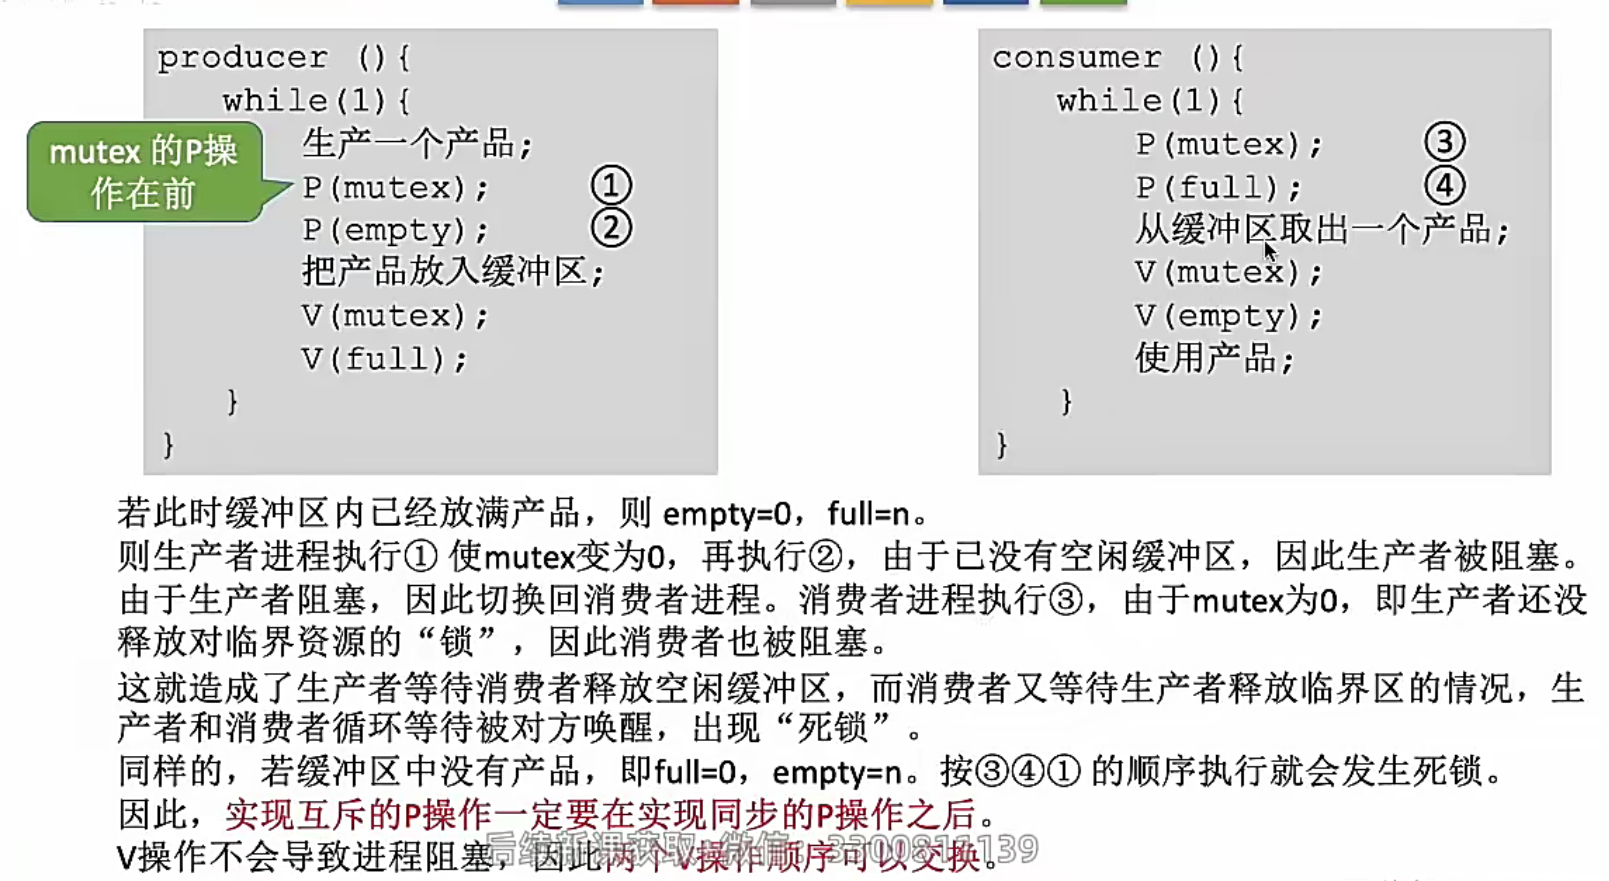 producer (){
while(1){
生产一个产品;
P(mutex); ①
P(empty); ②
把产品放入缓冲区;
V(mutex);
V(full);
}
}
mutex 的P操
作在前
consumer (){
while(1){
P(mutex); ③
P(full); ④
从缓冲区取出一个产品;
V(mutex);
V(empty);
使用产品;
}
}
若此时缓冲区内已经放满产品，则 empty=0，full=n。
则生产者进程执行① 使mutex变为0，再执行②，由于已没有空闲缓冲区，因此生产者被阻塞。
由于生产者阻塞，因此切换回消费者进程。消费者进程执行③，由于mutex为0，即生产者还没
释放对临界资源的“锁”，因此消费者也被阻塞。
这就造成了生产者等待消费者释放空闲缓冲区，而消费者又等待生产者释放临界区的情况，生
产者和消费者循环等待被对方唤醒，出现“死锁”。
同样的，若缓冲区中没有产品，即full=0，empty=n。按③④① 的顺序执行就会发生死锁。
因此，实现互斥的P操作一定要在实现同步的P操作之后。
V操作不会导致进程阻塞，因此两个V操作顺序可以交换。